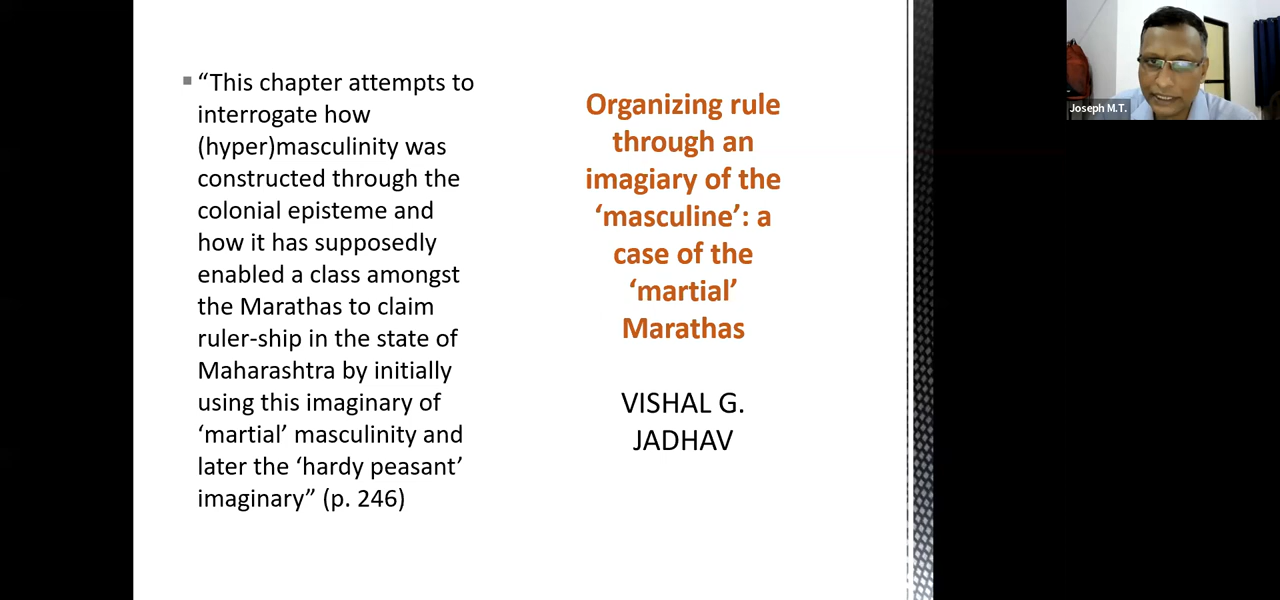 “This chapter attempts to
interrogate how
(hyper)masculinity was
constructed through the
colonial episteme and
how it has supposedly
enabled a class amongst
the Marathas to claim
ruler-ship in the state of
Maharashtra by initially
using this imaginary of
‘martial’ masculinity and
later the ‘hardy peasant’
imaginary” (p. 246)
Organizing rule
through an
imagiary of the
‘masculine’: a
case of the
‘martial’
Marathas
VISHAL G.
JADHAV
Joseph M.T.